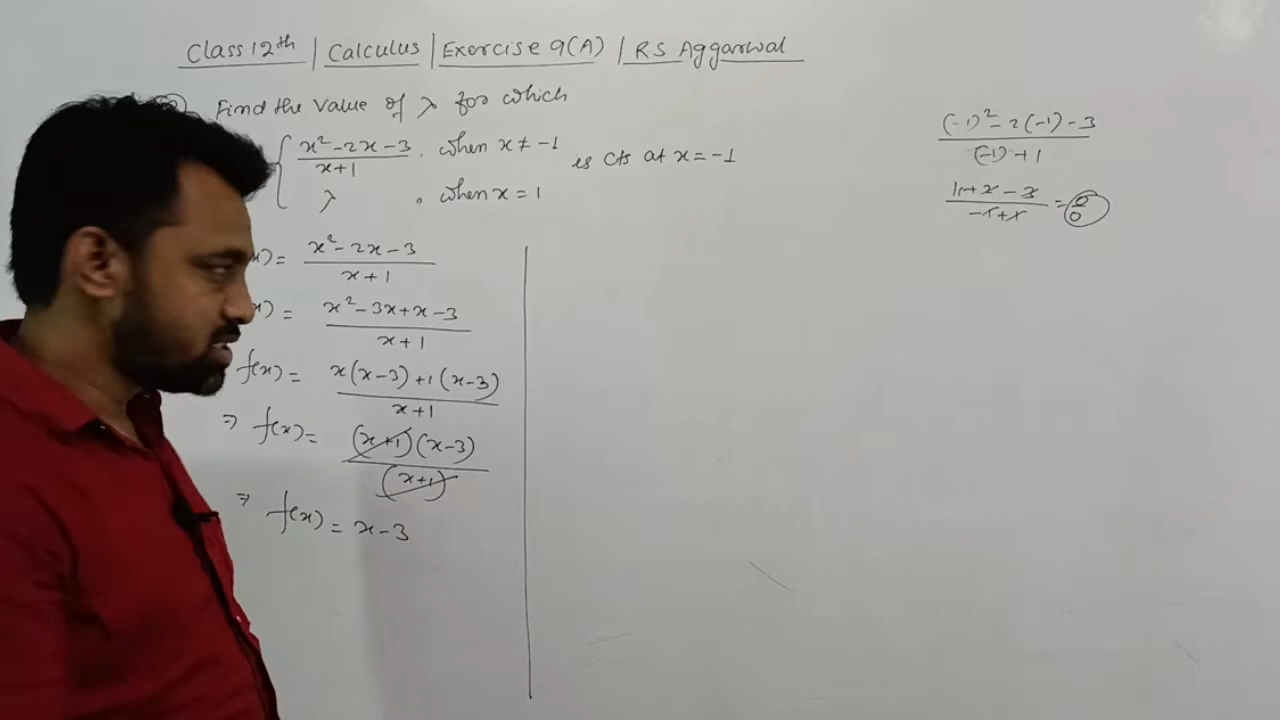 Class 12th | Calculus | Exercise 9(A) | RS Aggarwal
Find the value of λ for which
x²-2x-3 / x+1 , when x ≠ -1
λ , when x = 1
is cts at x = -1
x) = x²-2x-3 / x+1
x) = x²-3x+x-3 / x+1
f(x) = x(x-3)+1(x-3) / x+1
⇒ f(x) = (x+1)(x-3) / (x+1)
⇒ f(x) = x-3
(-1)²-2(-1)-3 / (-1)+1
1+2-3 / -1+1 = 0/0